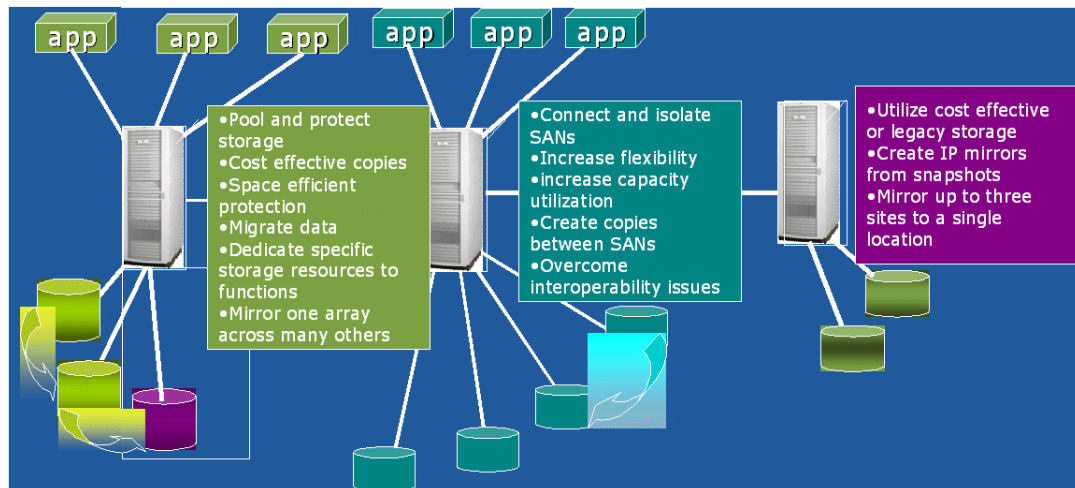 app
app
app
app
app
app
•Pool and protect
storage
•Cost effective copies
•Space efficient
protection
•Migrate data
•Dedicate specific
storage resources to
functions
•Mirror one array
across many others
•Connect and isolate
SANs
•Increase flexibility
•increase capacity
utilization
•Create copies
between SANs
•Overcome
interoperability issues
•Utilize cost effective
or legacy storage
•Create IP mirrors
from snapshots
•Mirror up to three
sites to a single
location